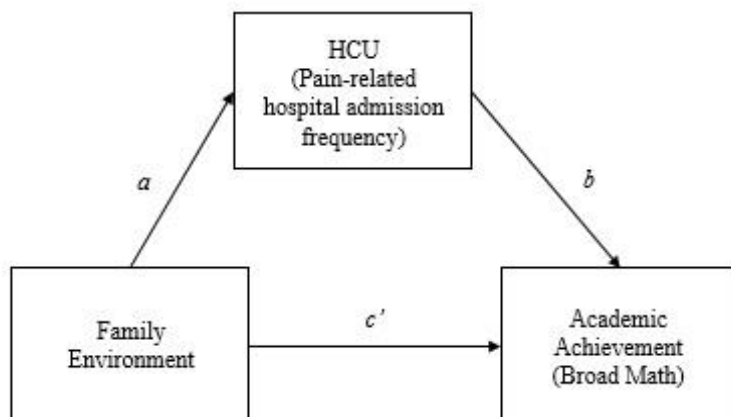 HCU
(Pain-related
hospital admission
frequency)
a
b
Family
Environment
c’
Academic
Achievement
(Broad Math)